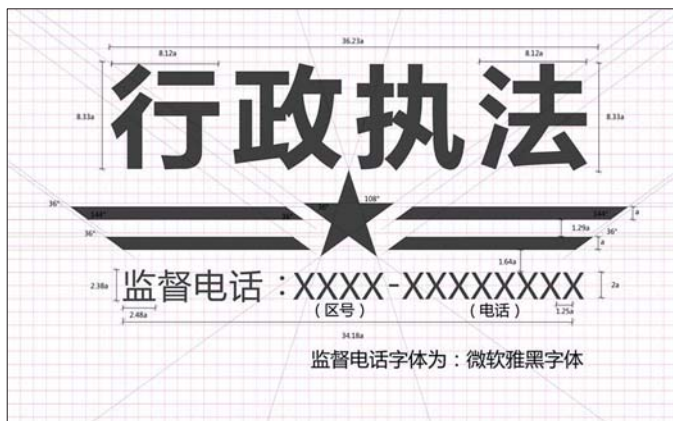 36.23a
8.12a 8.12a
8.33a 行政执法 8.33a
36° 108° 36°
144° 36° 144° a
36° 1.29a 36°
a
1.64a
2.38a 监督电话：XXXX-XXXXXXXX 2a
（区号） （电话）
2.48a 1.25a
34.18a
监督电话字体为：微软雅黑字体